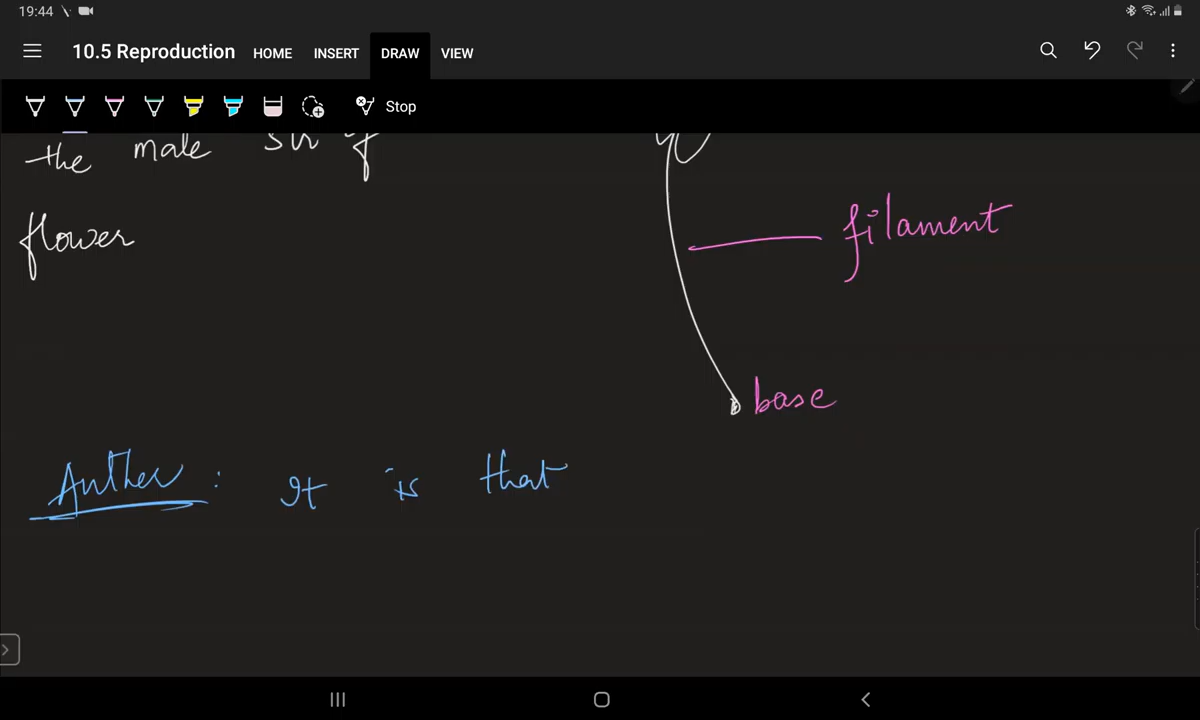 19:44
10.5 Reproduction HOME INSERT DRAW VIEW
Stop
the male
flower
filament
base
Anther : It is that